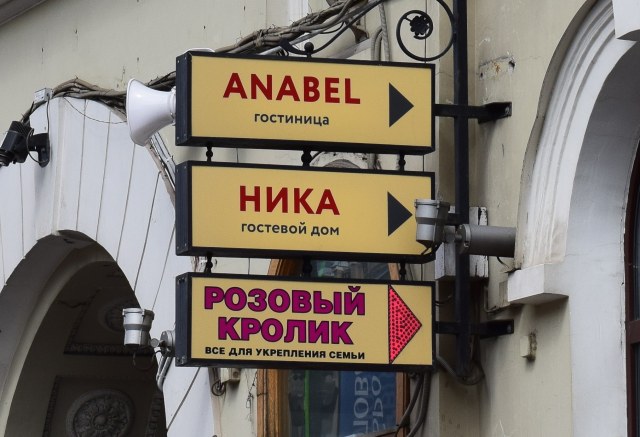 ANABEL
гостиница
НИКА
гостевой дом
РОЗОВЫЙ
КРОЛИК
ВСЕ ДЛЯ УКРЕПЛЕНИЯ СЕМЬИ